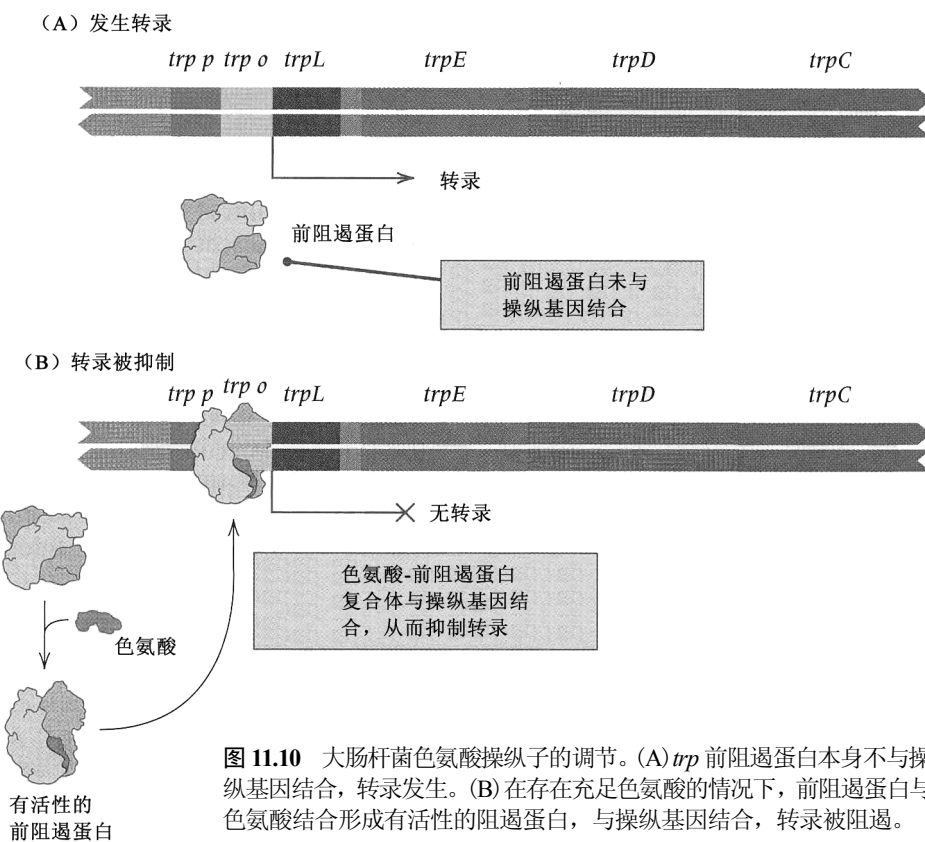 （A）发生转录
trp p trp o trpL trpE trpD trpC
转录
前阻遏蛋白
前阻遏蛋白未与
操纵基因结合
（B）转录被抑制
trp p trp o trpL trpE trpD trpC
无转录
色氨酸-前阻遏蛋白
复合体与操纵基因结
合，从而抑制转录
色氨酸
有活性的
前阻遏蛋白
图 11.10 大肠杆菌色氨酸操纵子的调节。(A) trp 前阻遏蛋白本身不与操
纵基因结合，转录发生。(B) 在存在充足色氨酸的情况下，前阻遏蛋白与
色氨酸结合形成有活性的阻遏蛋白，与操纵基因结合，转录被阻遏。